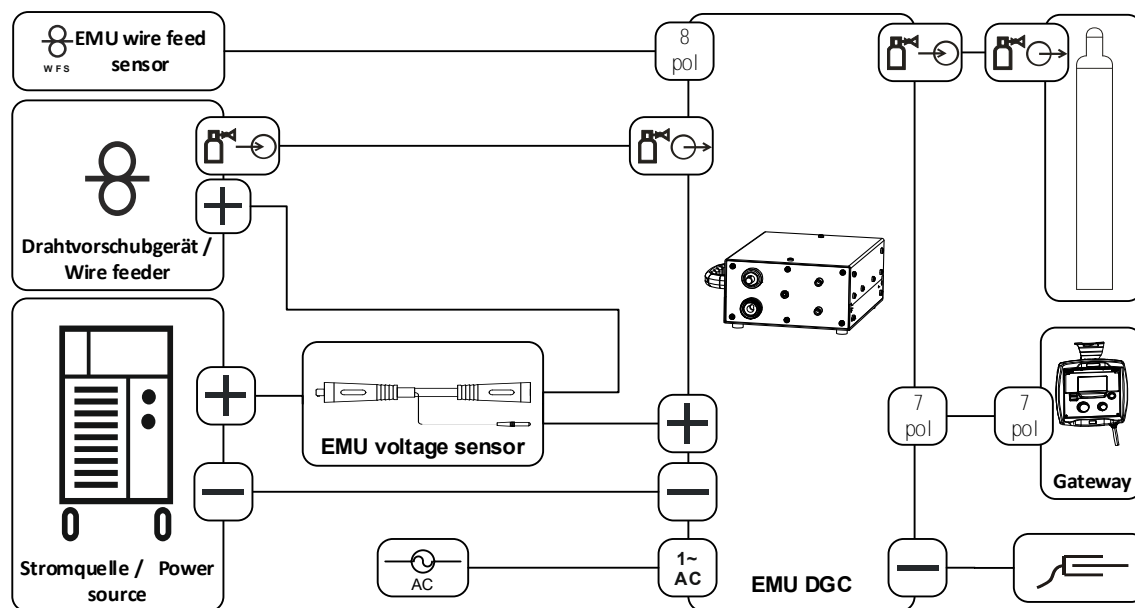 EMU wire feed
sensor
WFS
8
pol
Drahtvorschubgerät /
Wire feeder
EMU voltage sensor
7
pol
7
pol
Gateway
Stromquelle / Power
source
AC
1~
AC
EMU DGC